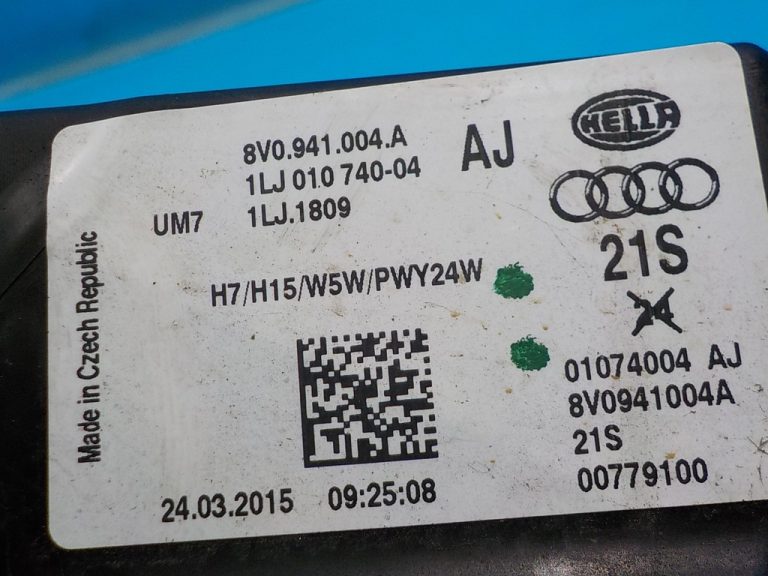 8V0.941.004.A
AJ
HELLA
1LJ 010 740-04
UM7
1LJ.1809
21S
H7/H15/W5W/PWY24W
24
Made in Czech Republic
01074004 AJ
8V0941004A
21S
00779100
24.03.2015 09:25:08